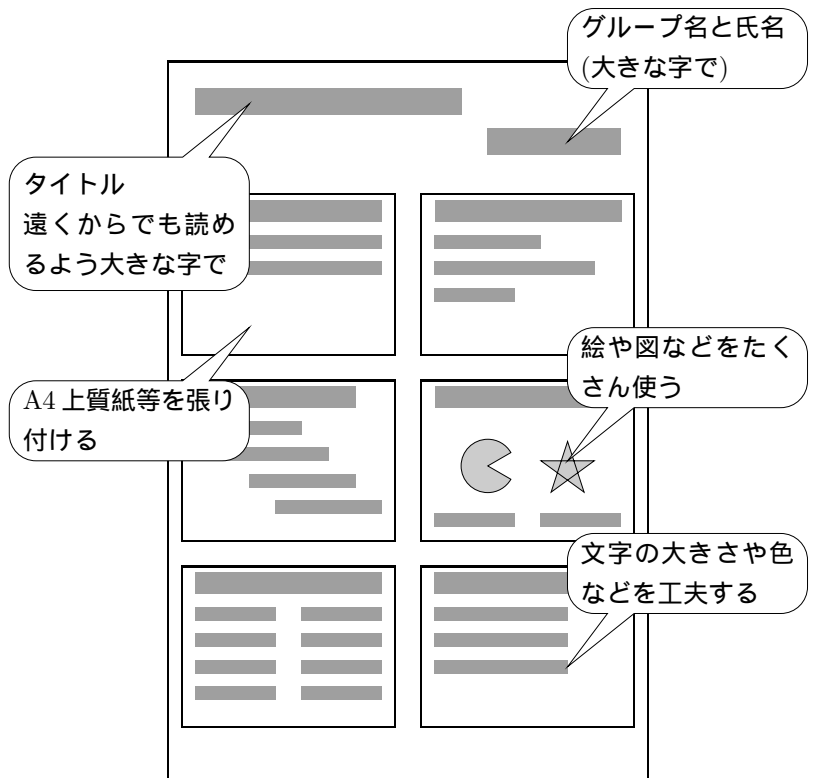 グループ名と氏名
(大きな字で)
タイトル
遠くからでも読め
るよう大きな字で
絵や図などをたく
さん使う
A4 上質紙等を張り
付ける
文字の大きさや色
などを工夫する